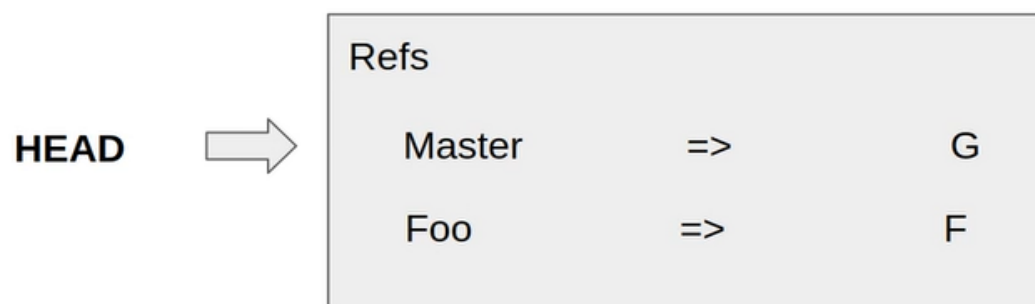 Refs
HEAD Master => G
Foo => F